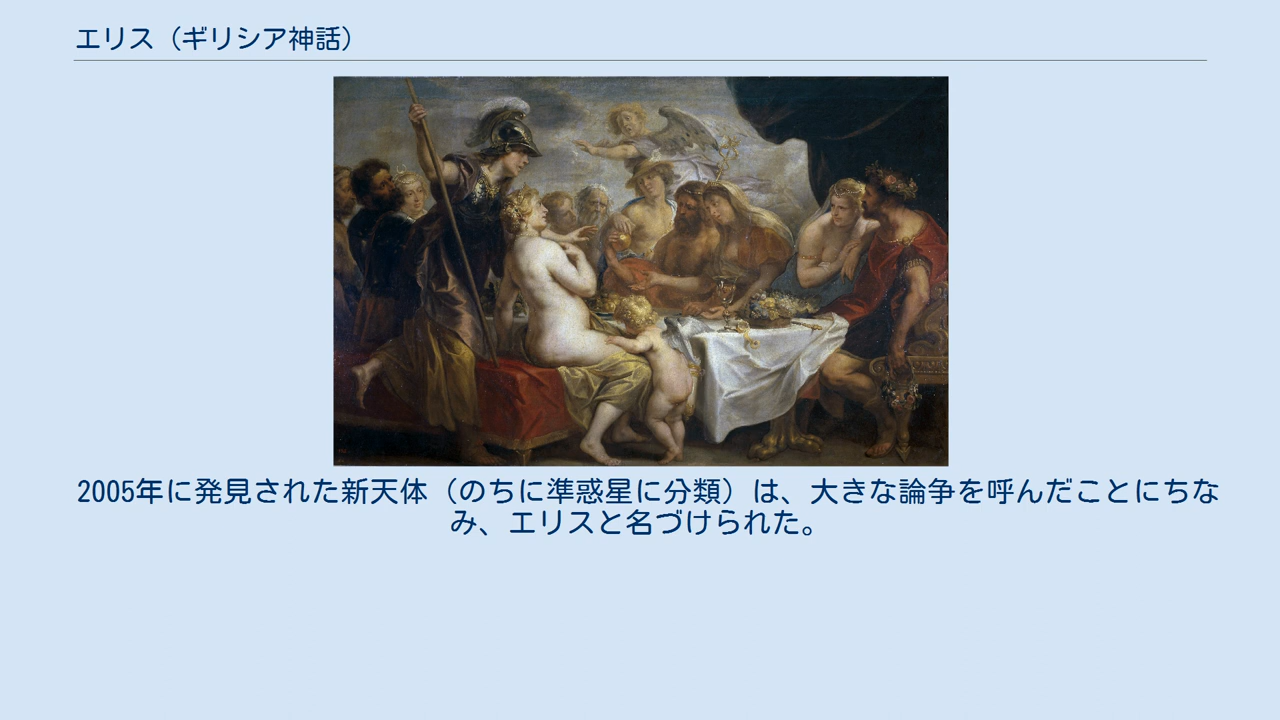 エリス（ギリシア神話）
2005年に発見された新天体（のちに準惑星に分類）は、大きな論争を呼んだことにちな
み、エリスと名づけられた。